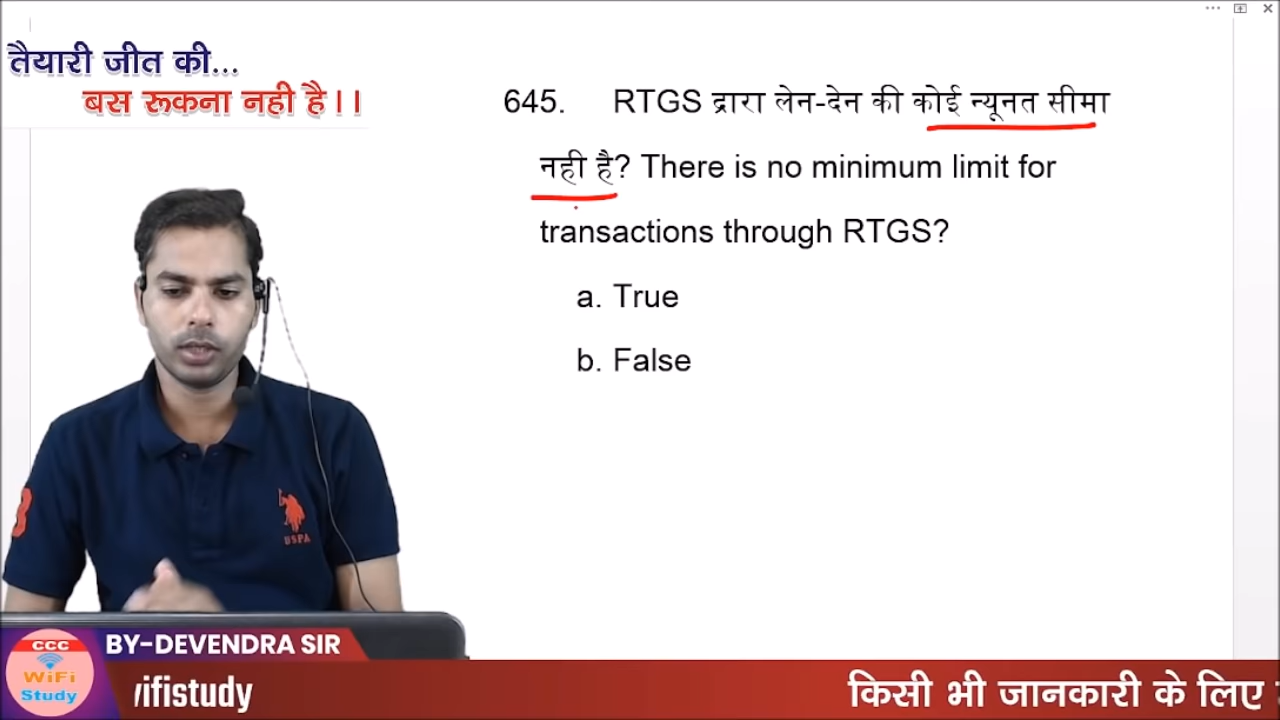 तैयारी जीत की...
बस रूकना नही है।।
645. RTGS द्रारा लेन-देन की कोई न्यूनत सीमा
नही है? There is no minimum limit for
transactions through RTGS?
a. True
b. False
USPA
BY-DEVENDRA SIR
CCC
WiFi
Study
wifistudy
किसी भी जानकारी के लिए